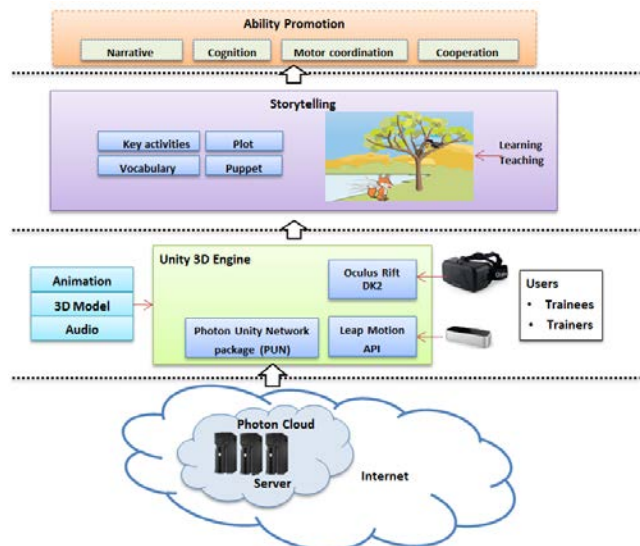 Ability Promotion
Narrative
Cognition
Motor coordination
Cooperation
Storytelling
Key activities
Plot
Vocabulary
Puppet
Learning
Teaching
Unity 3D Engine
Animation
3D Model
Audio
Oculus Rift
DK2
Photon Unity Network
package (PUN)
Leap Motion
API
Users
• Trainees
• Trainers
Photon Cloud
Server
Internet